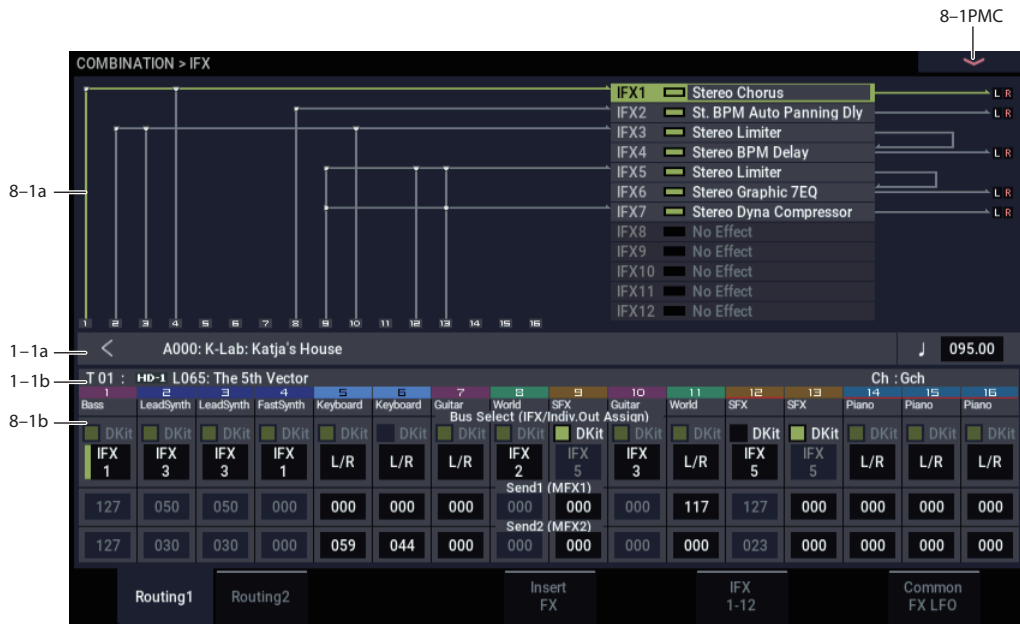 8–1PMC
COMBINATION > IFX
IFX1 Stereo Chorus L R
IFX2 St. BPM Auto Panning Dly L R
IFX3 Stereo Limiter
IFX4 Stereo BPM Delay L R
IFX5 Stereo Limiter
8–1a
IFX6 Stereo Graphic 7EQ L R
IFX7 Stereo Dyna Compressor L R
IFX8 No Effect
IFX9 No Effect
IFX10 No Effect
IFX11 No Effect
IFX12 No Effect
1 2 3 4 5 6 7 8 9 10 11 12 13 14 15 16
1–1a
< A000: K-Lab: Katja's House ♩ 095.00
1–1b
T 01 : HD-1 L065: The 5th Vector Ch : Gch
1 2 3 4 5 6 7 8 9 10 11 12 13 14 15 16
Bass LeadSynth LeadSynth FastSynth Keyboard Keyboard Guitar World SFX Guitar World SFX SFX Piano Piano Piano
8–1b
Bus Select (IFX/Indiv.Out Assign)
DKit DKit DKit DKit DKit DKit DKit DKit DKit DKit DKit DKit DKit DKit DKit DKit
IFX 1 IFX 3 IFX 3 IFX 1 L/R L/R L/R IFX 2 IFX 5 IFX 3 L/R IFX 5 IFX 5 L/R L/R L/R
Send1 (MFX1)
127 050 050 000 000 000 000 000 000 000 117 127 000 000 000 000
Send2 (MFX2)
127 030 030 000 059 044 000 000 000 000 000 023 000 000 000 000
Routing1 Routing2 Insert FX IFX 1-12 Common FX LFO